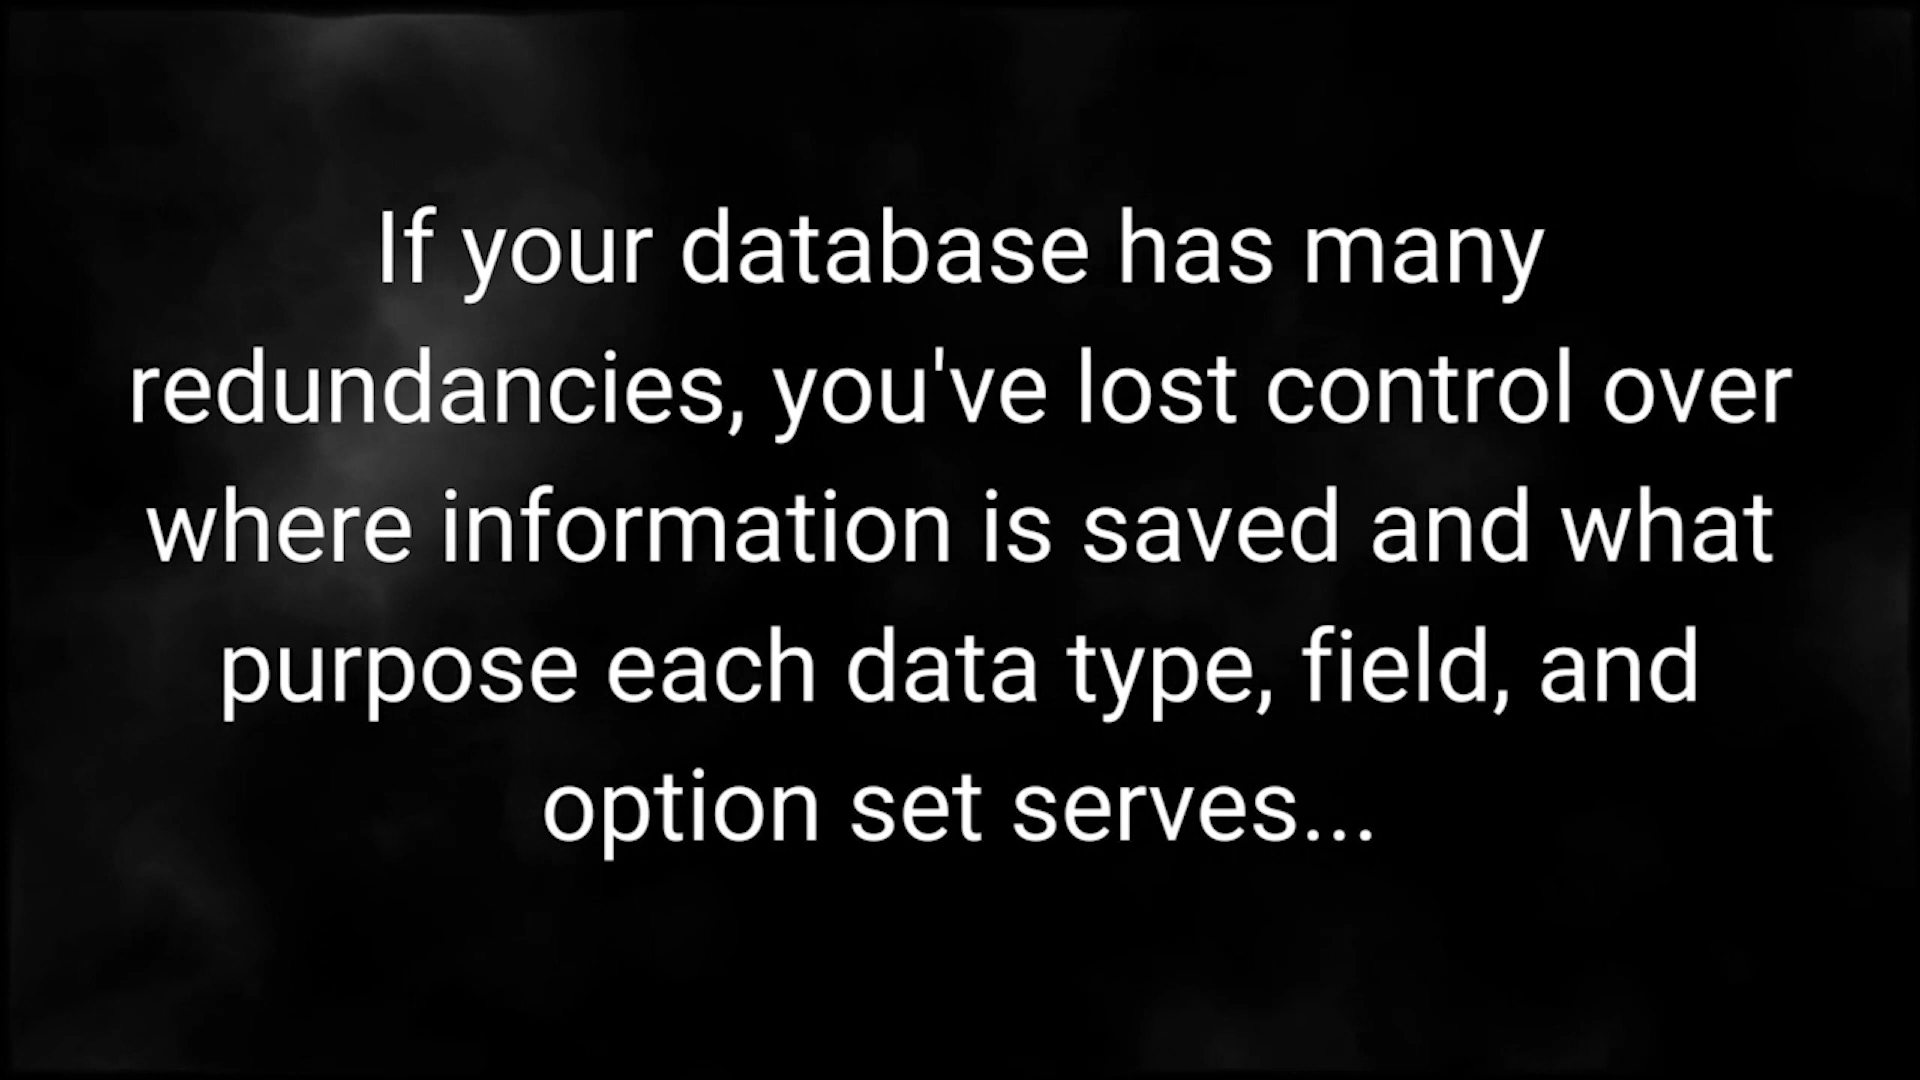 If your database has many
redundancies, you've lost control over
where information is saved and what
purpose each data type, field, and
option set serves...